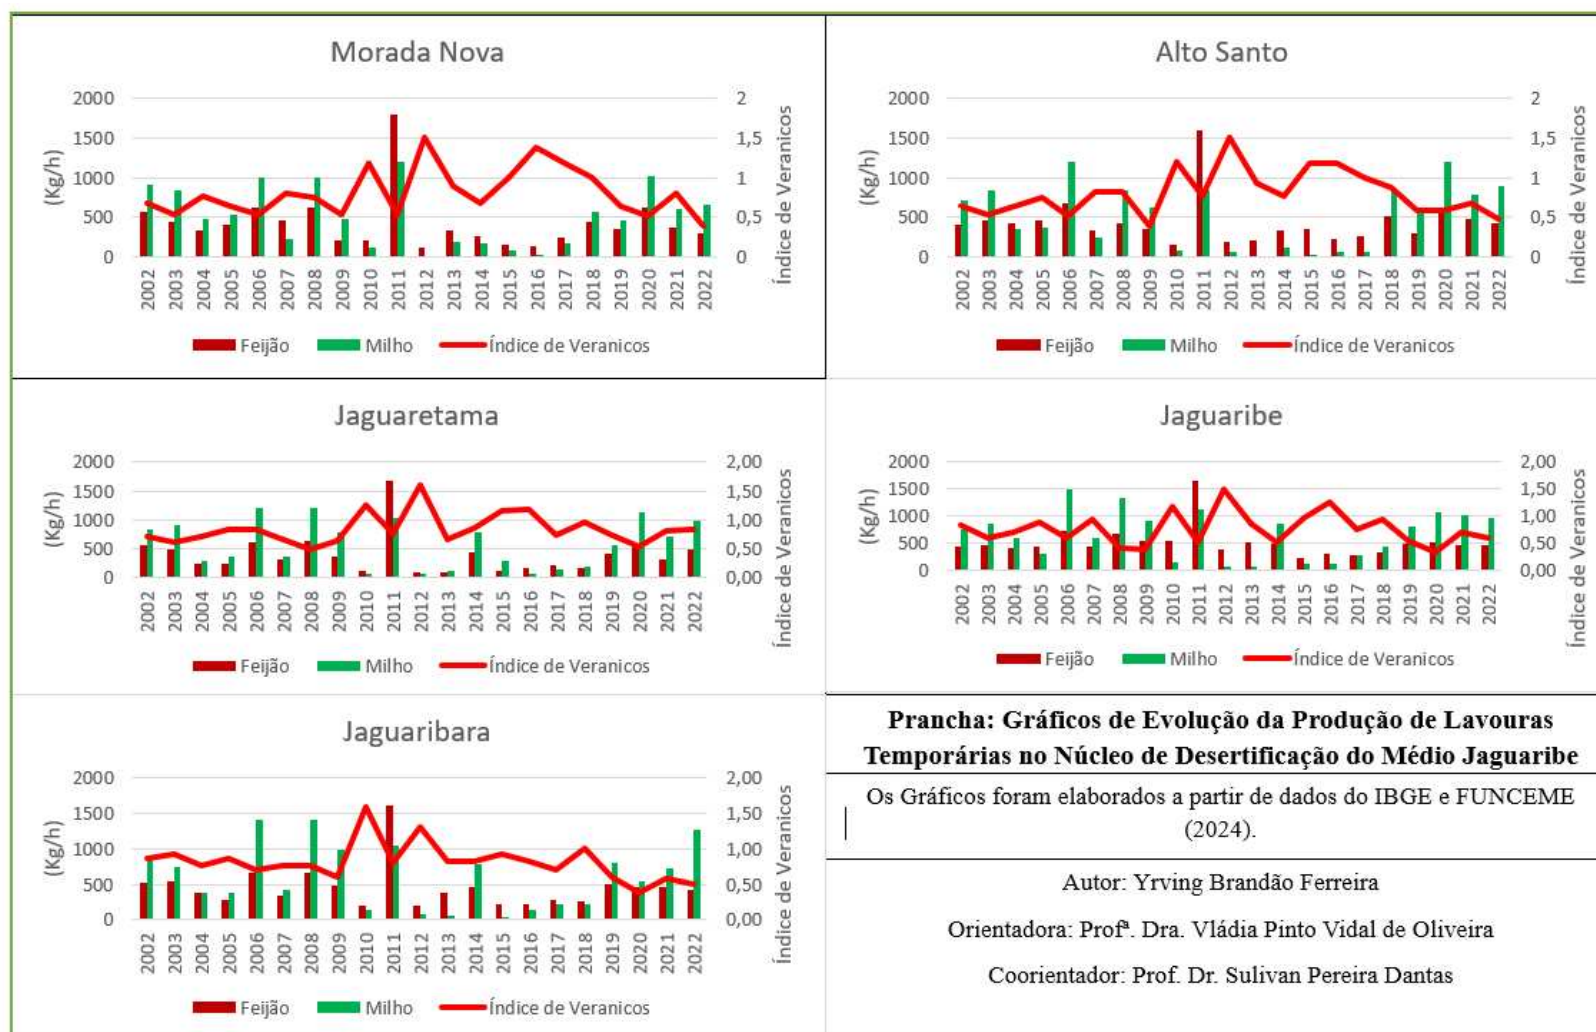 Morada Nova
2000
1500
1000
500
0
(Kg/h)
2
1,5
1
0,5
0
Índice de Veranicos
2002 2003 2004 2005 2006 2007 2008 2009 2010 2011 2012 2013 2014 2015 2016 2017 2018 2019 2020 2021 2022
Feijão Milho Índice de Veranicos
Alto Santo
2000
1500
1000
500
0
(Kg/h)
2
1,5
1
0,5
0
Índice de Veranicos
2002 2003 2004 2005 2006 2007 2008 2009 2010 2011 2012 2013 2014 2015 2016 2017 2018 2019 2020 2021 2022
Feijão Milho Índice de Veranicos
Jaguaretama
2000
1500
1000
500
0
(Kg/h)
2,00
1,50
1,00
0,50
0,00
Índice de Veranicos
2002 2003 2004 2005 2006 2007 2008 2009 2010 2011 2012 2013 2014 2015 2016 2017 2018 2019 2020 2021 2022
Feijão Milho Índice de Veranicos
Jaguaribe
2000
1500
1000
500
0
(Kg/h)
2,00
1,50
1,00
0,50
0,00
Índice de Veranicos
2002 2003 2004 2005 2006 2007 2008 2009 2010 2011 2012 2013 2014 2015 2016 2017 2018 2019 2020 2021 2022
Feijão Milho Índice de Veranicos
Jaguaribara
2000
1500
1000
500
0
(Kg/h)
2,00
1,50
1,00
0,50
0,00
Índice de Veranicos
2002 2003 2004 2005 2006 2007 2008 2009 2010 2011 2012 2013 2014 2015 2016 2017 2018 2019 2020 2021 2022
Feijão Milho Índice de Veranicos
Prancha: Gráficos de Evolução da Produção de Lavouras
Temporárias no Núcleo de Desertificação do Médio Jaguaribe
Os Gráficos foram elaborados a partir de dados do IBGE e FUNCEME
(2024).
Autor: Yrving Brandão Ferreira
Orientadora: Profª. Dra. Vládia Pinto Vidal de Oliveira
Coorientador: Prof. Dr. Sulivan Pereira Dantas